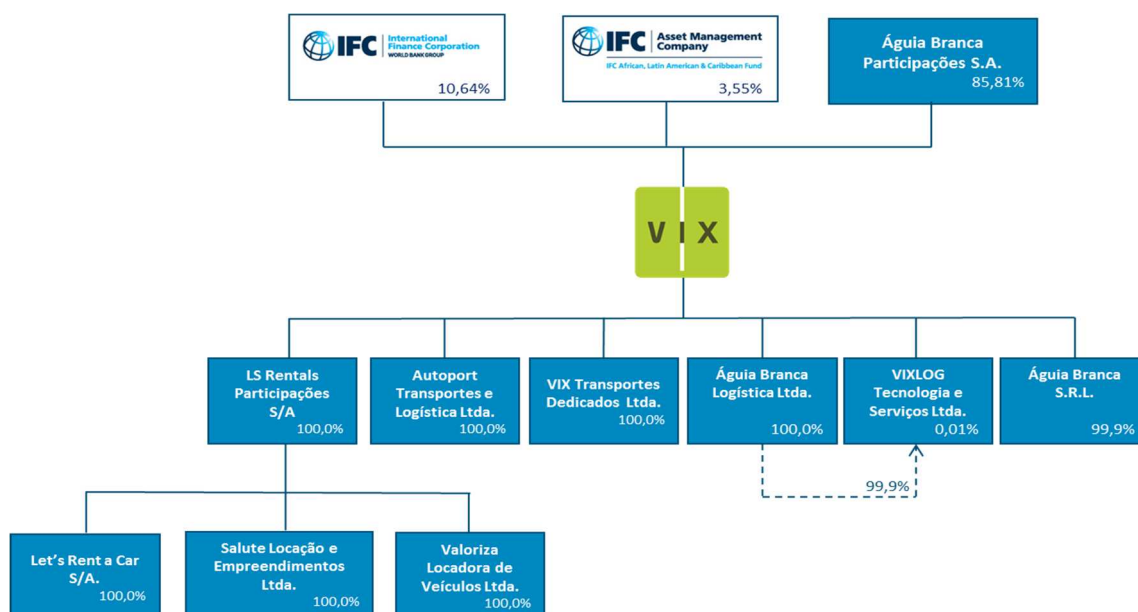 IFC
International
Finance Corporation
WORLD BANK GROUP
10,64%
IFC
Asset Management
Company
IFC African, Latin American & Caribbean Fund
3,55%
Águia Branca
Participações S.A.
85,81%
VIX
LS Rentals
Participações
S/A
100,0%
Autoport
Transportes e
Logística Ltda.
100,0%
VIX Transportes
Dedicados Ltda.
100,0%
Águia Branca
Logística Ltda.
100,0%
VIXLOG
Tecnologia e
Serviços Ltda.
0,01%
Águia Branca
S.R.L.
99,9%
99,9%
Let’s Rent a Car
S/A.
100,0%
Salute Locação e
Empreendimentos
Ltda.
100,0%
Valoriza
Locadora de
Veículos Ltda.
100,0%